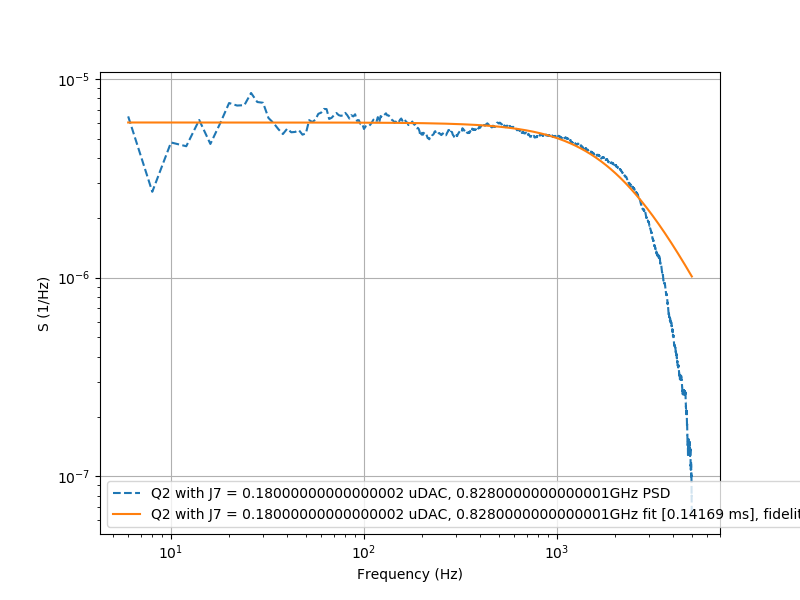 10⁻⁵
10⁻⁶
10⁻⁷
S (1/Hz)
Q2 with J7 = 0.18000000000000002 uDAC, 0.8280000000000001GHz PSD
Q2 with J7 = 0.18000000000000002 uDAC, 0.8280000000000001GHz fit [0.14169 ms], fidelit
10¹ 10² 10³
Frequency (Hz)